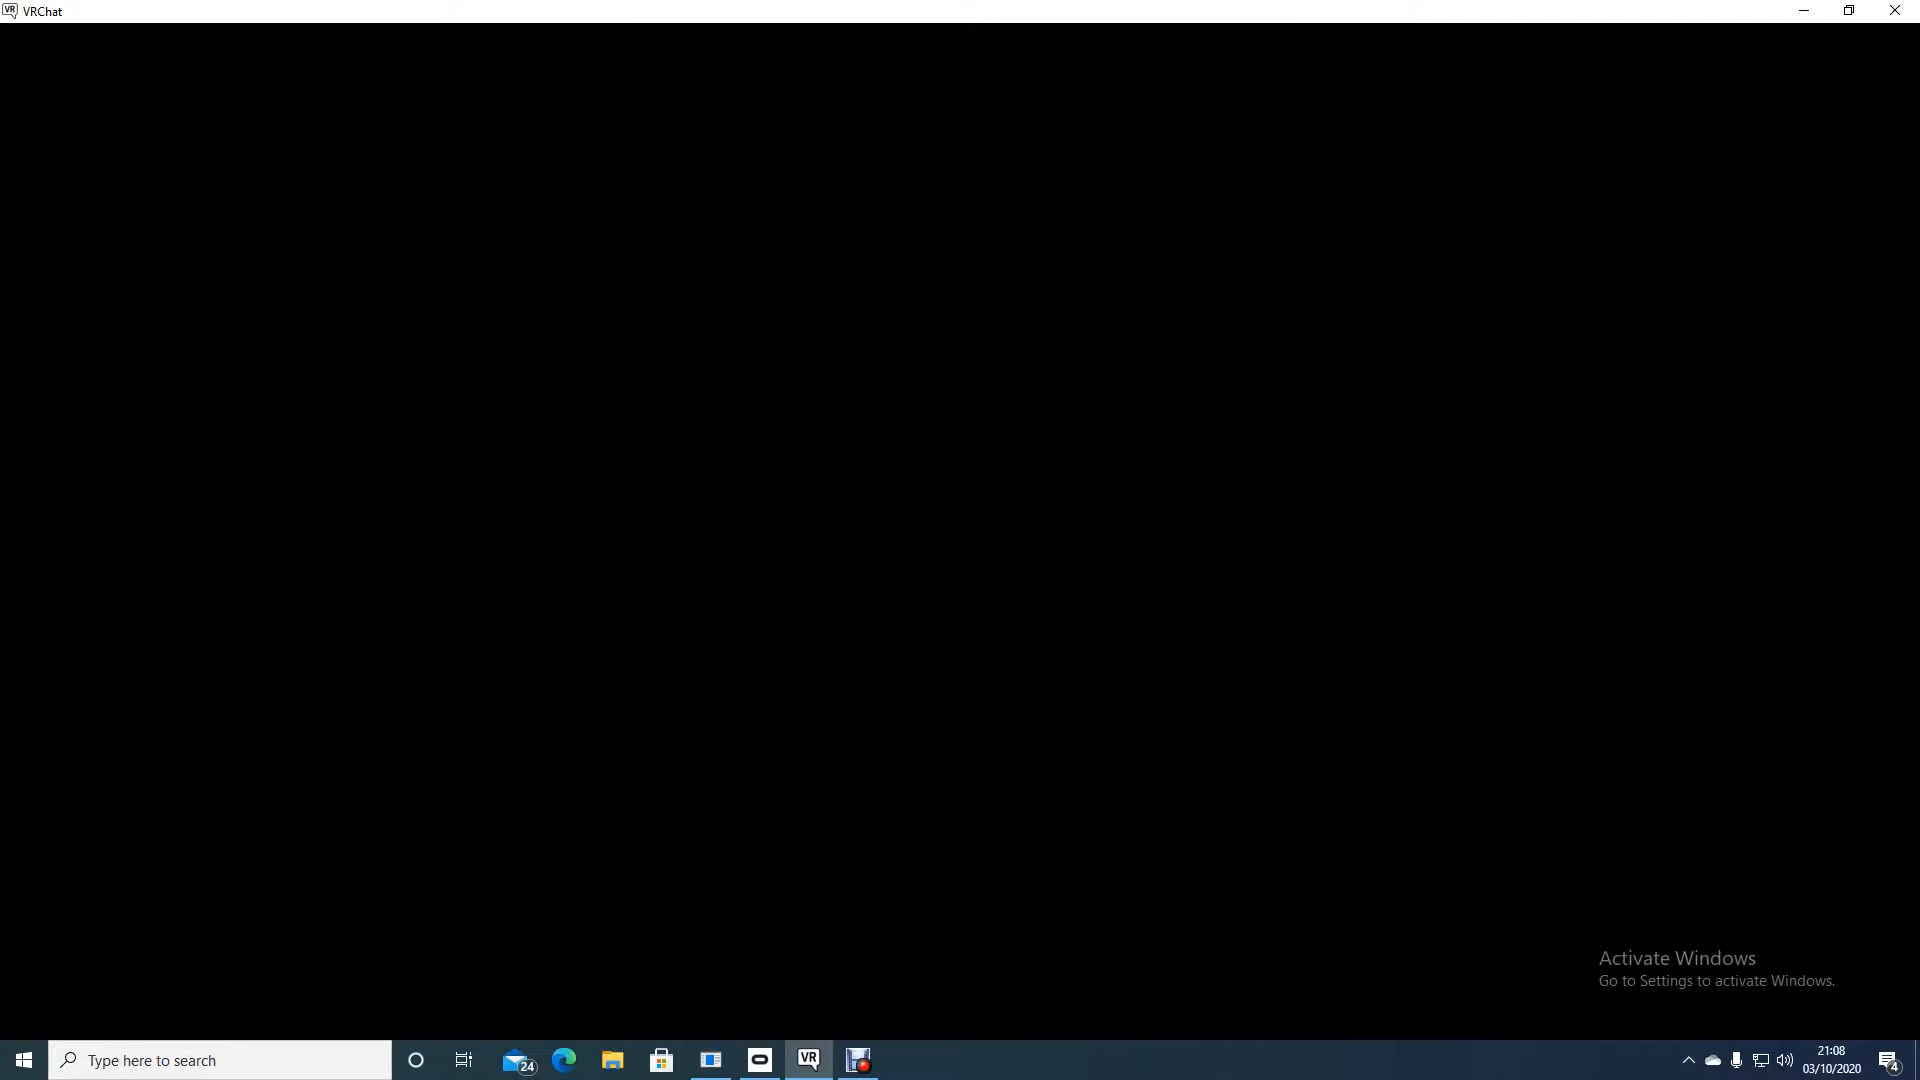 VRChat
Activate Windows
Go to Settings to activate Windows.
Type here to search
24
VR
21:08
03/10/2020
4